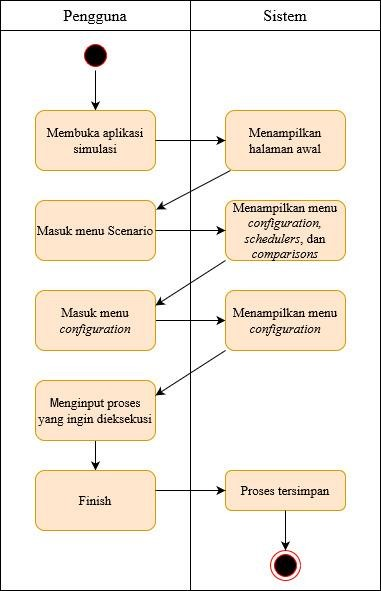 Pengguna
Sistem
Membuka aplikasi
simulasi
Menampilkan
halaman awal
Masuk menu Scenario
Menampilkan menu
configuration,
schedulers, dan
comparisons
Masuk menu
configuration
Menampilkan menu
configuration
Menginput proses
yang ingin dieksekusi
Finish
Proses tersimpan